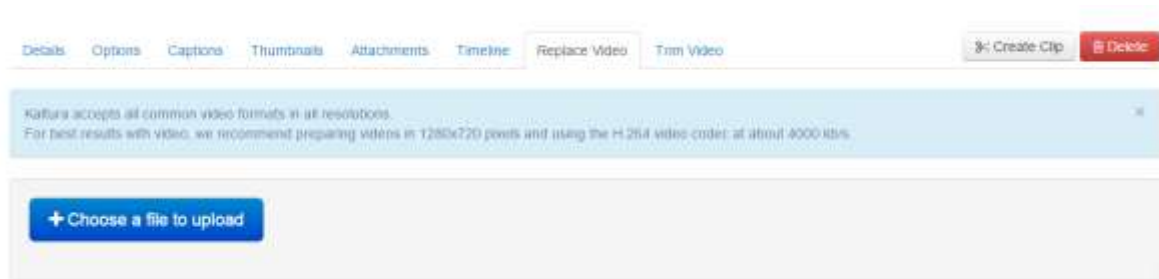 Details Options Captions Thumbnails Attachments Timeline Replace Video Trim Video Create Clip Delete
Kaltura accepts all common video formats in all resolutions.
For best results with video, we recommend preparing videos in 1280x720 pixels and using the H.264 video codec at about 4000 kb/s.
+ Choose a file to upload